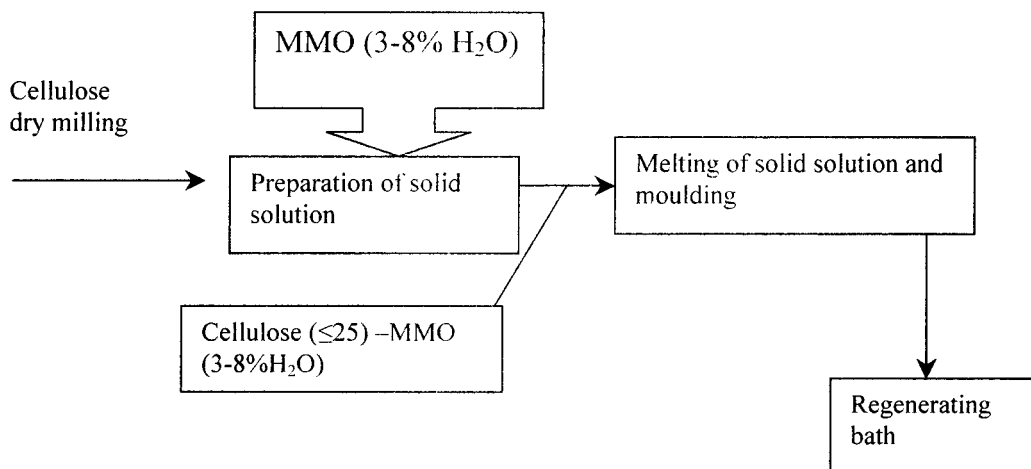 MMO (3-8% H₂O)
Cellulose
dry milling
Preparation of solid
solution
Melting of solid solution and
moulding
Cellulose (≤25) –MMO
(3-8%H₂O)
Regenerating
bath